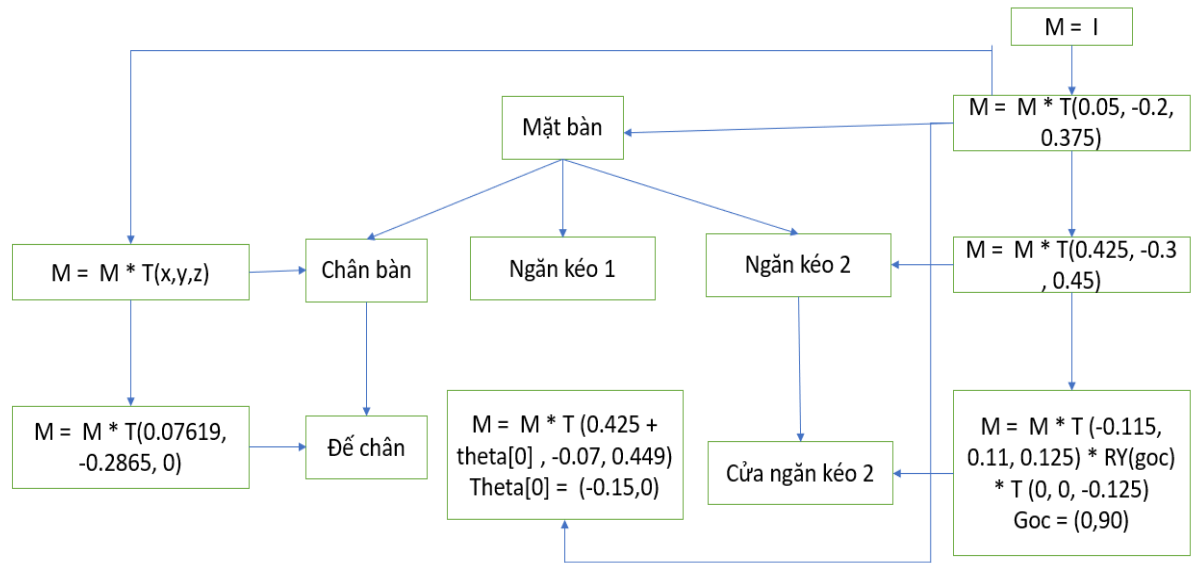 M = I
M = M * T(0.05, -0.2,
0.375)
Mặt bàn
M = M * T(x,y,z)
Chân bàn
Ngăn kéo 1
Ngăn kéo 2
M = M * T(0.425, -0.3
, 0.45)
M = M * T(0.07619,
-0.2865, 0)
Đế chân
M = M * T (0.425 +
theta[0] , -0.07, 0.449)
Theta[0] = (-0.15,0)
Cửa ngăn kéo 2
M = M * T (-0.115,
0.11, 0.125) * RY(goc)
* T (0, 0, -0.125)
Goc = (0,90)